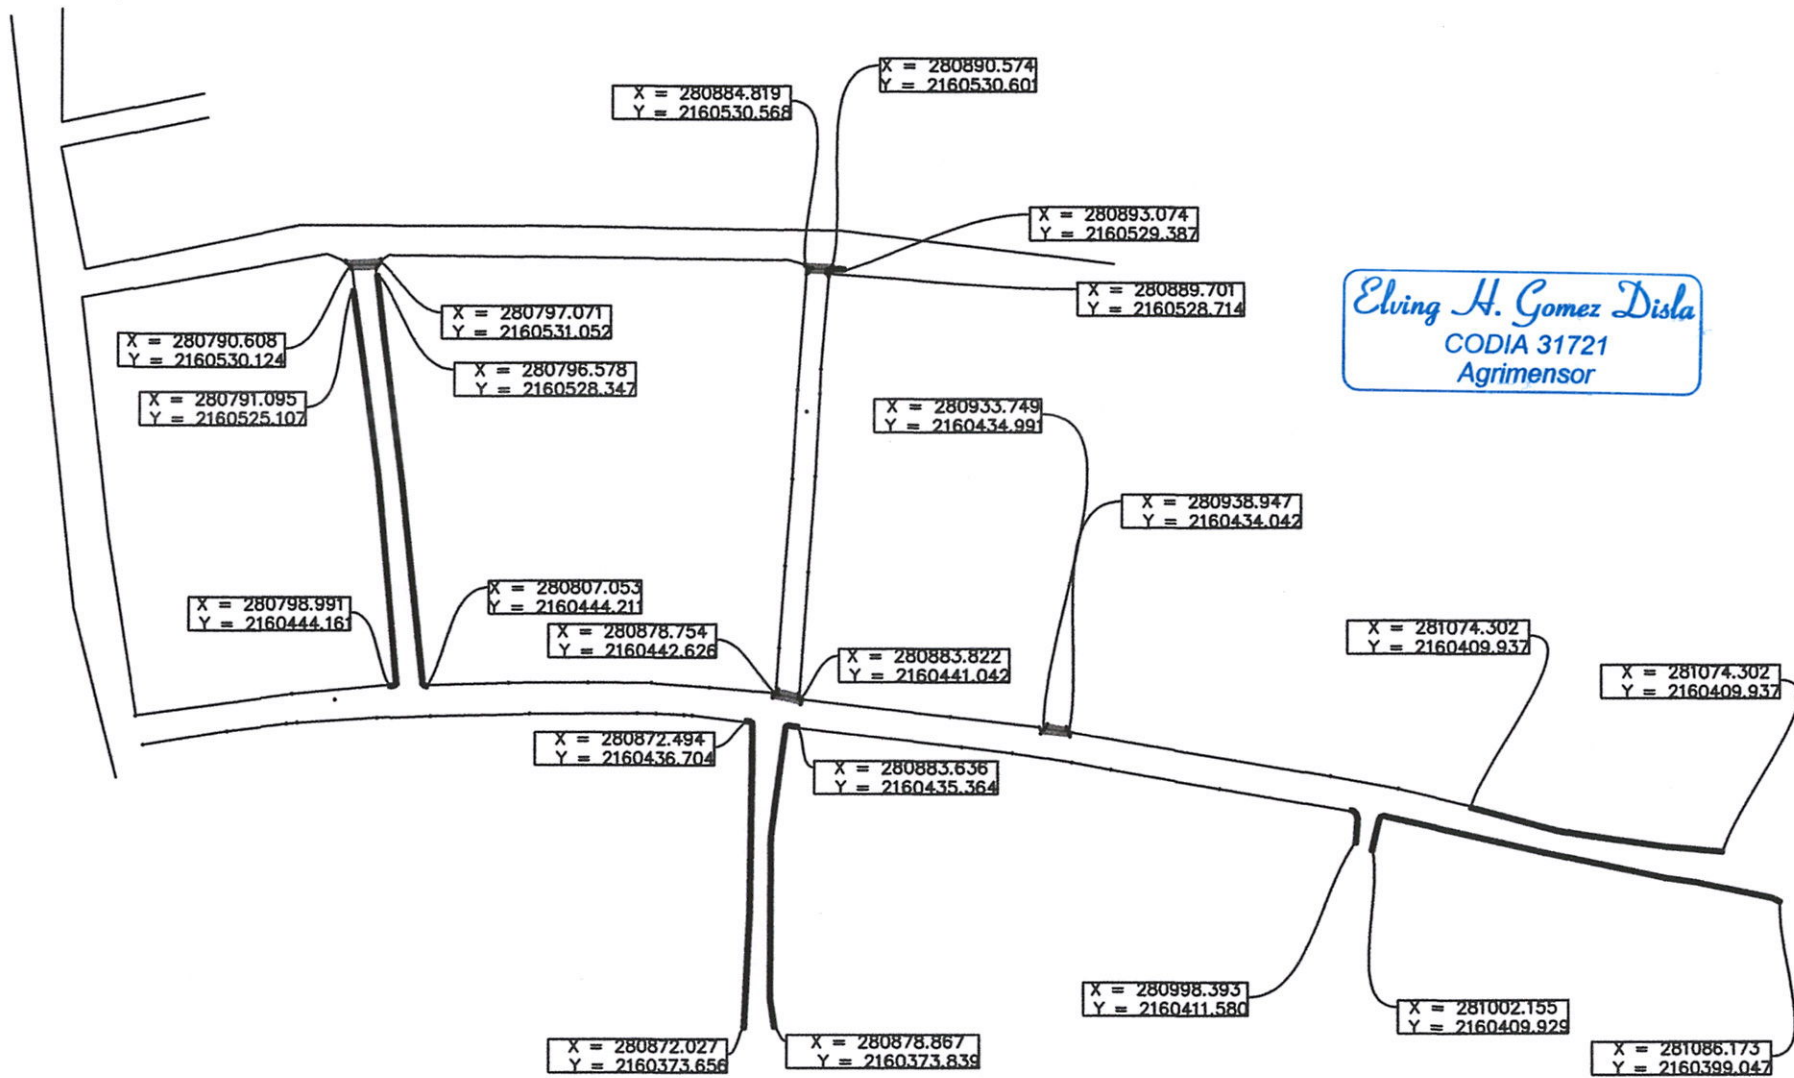 X = 280890.574
Y = 2160530.601
X = 280884.819
Y = 2160530.568
X = 280893.074
Y = 2160529.387
X = 280889.701
Y = 2160528.714
Elving H. Gomez Disla
CODIA 31721
Agrimensor
X = 280797.071
Y = 2160531.052
X = 280790.608
Y = 2160530.124
X = 280796.578
Y = 2160528.347
X = 280791.095
Y = 2160525.107
X = 280933.749
Y = 2160434.991
X = 280938.947
Y = 2160434.042
X = 280807.053
Y = 2160444.211
X = 280798.991
Y = 2160444.161
X = 280878.754
Y = 2160442.626
X = 280883.822
Y = 2160441.042
X = 281074.302
Y = 2160409.937
X = 281074.302
Y = 2160409.937
X = 280872.494
Y = 2160436.704
X = 280883.636
Y = 2160435.364
X = 280998.393
Y = 2160411.580
X = 281002.155
Y = 2160409.929
X = 280872.027
Y = 2160373.656
X = 280878.867
Y = 2160373.839
X = 281086.173
Y = 2160399.047